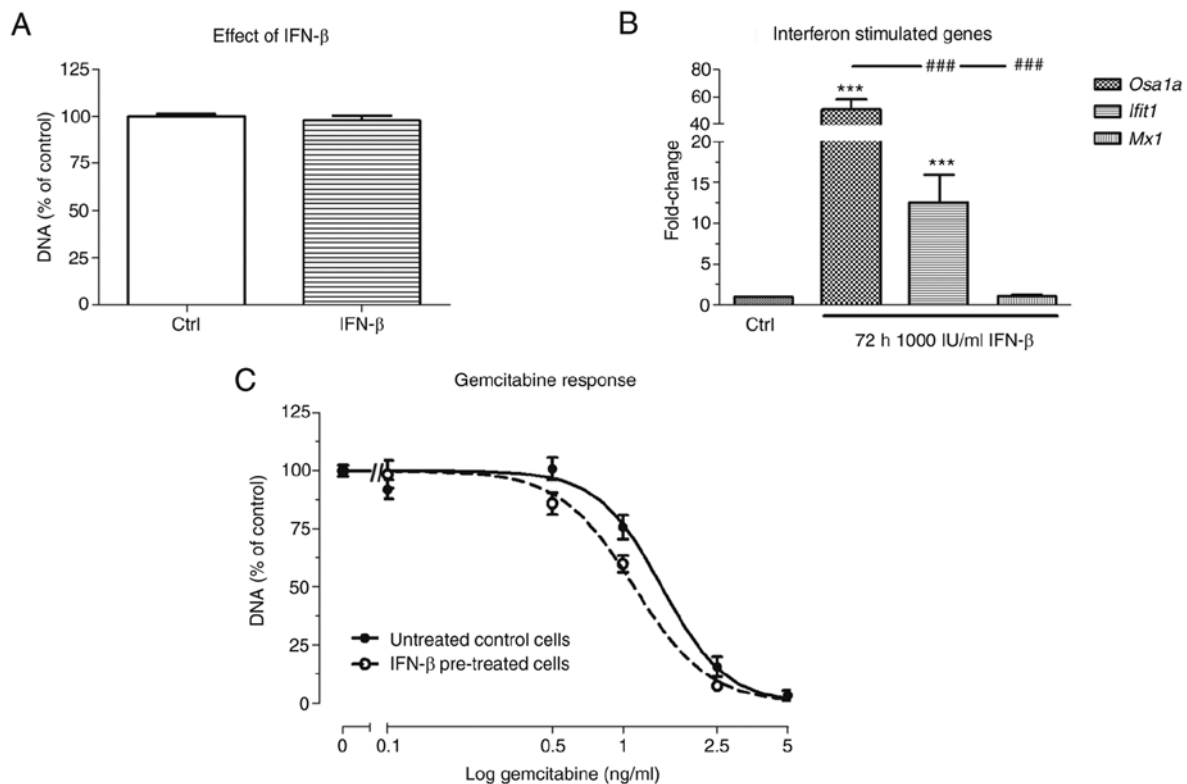 A
Effect of IFN-β
125
100
75
50
25
0
DNA (% of control)
Ctrl
IFN-β
B
Interferon stimulated genes
###
###
80
60
40
20
15
10
5
0
Fold-change
***
***
Ctrl
72 h 1000 IU/ml IFN-β
Osa1a
Ifit1
Mx1
C
Gemcitabine response
125
100
75
50
25
0
DNA (% of control)
//
Untreated control cells
IFN-β pre-treated cells
0
0.1
0.5
1
2.5
5
Log gemcitabine (ng/ml)